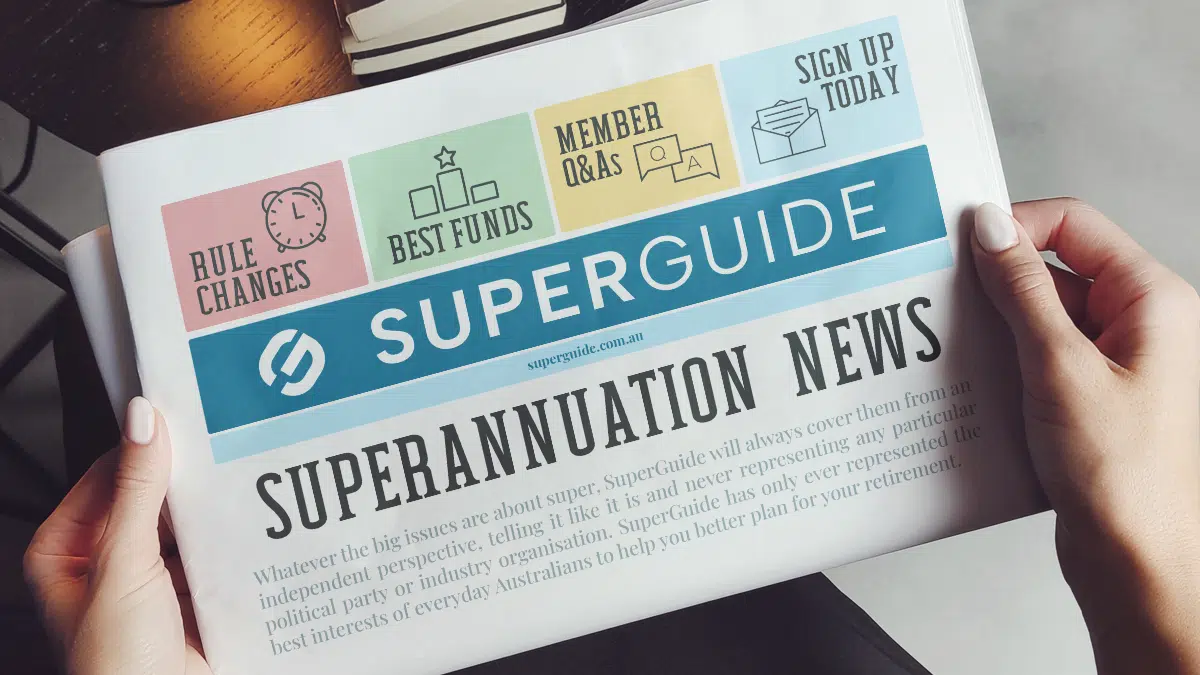 RULE
CHANGES
BEST FUNDS
MEMBER
Q&As
Q
A
SIGN UP
TODAY
SUPERGUIDE
superguide.com.au
SUPERANNUATION NEWS
Whatever the big issues are about super, SuperGuide will always cover them from an
independent perspective, telling it like it is and never representing any particular
political party or industry organisation. SuperGuide has only ever represented the
best interests of everyday Australians to help you better plan for your retirement.